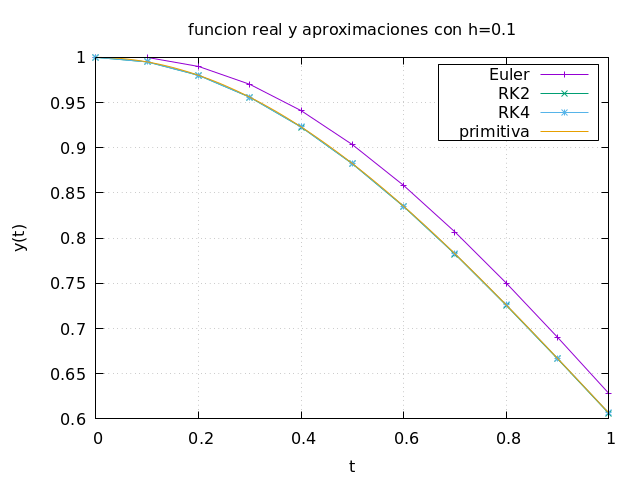 funcion real y aproximaciones con h=0.1
Euler
RK2
RK4
primitiva
1
0.95
0.9
0.85
0.8
0.75
0.7
0.65
0.6
y(t)
0 0.2 0.4 0.6 0.8 1
t